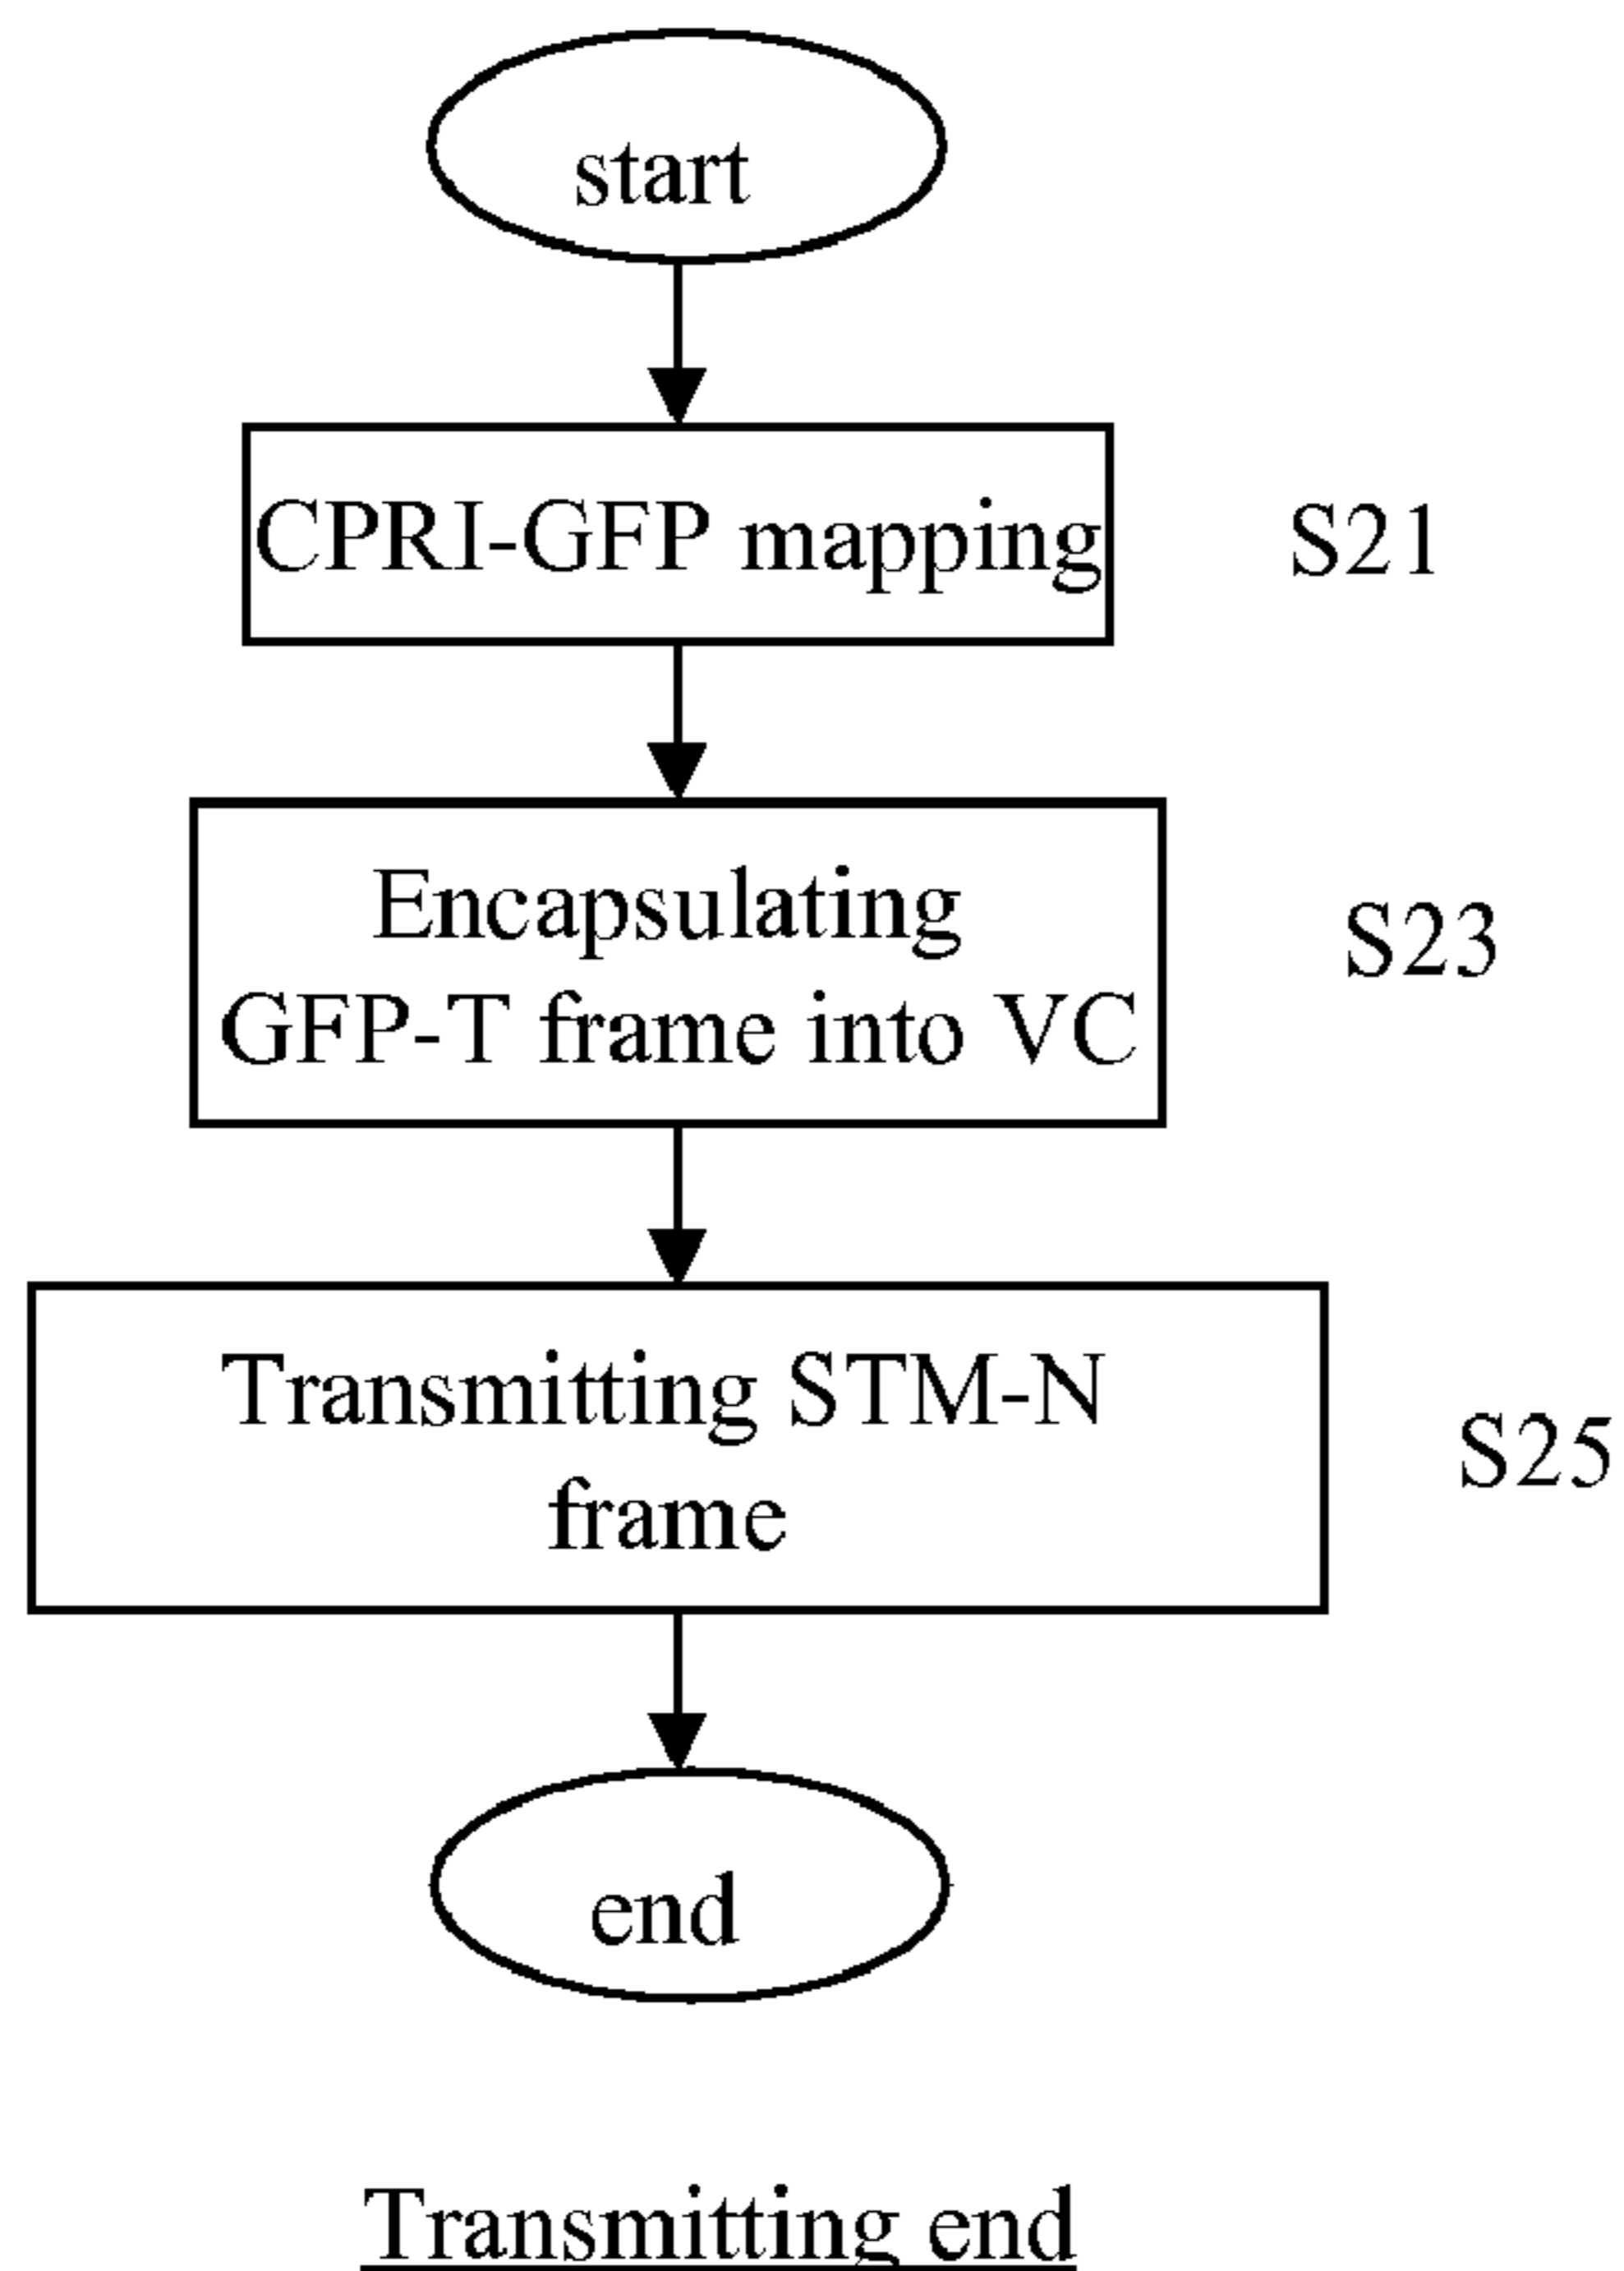 start
CPRI-GFP mapping
S21
Encapsulating
GFP-T frame into VC
S23
Transmitting STM-N
frame
S25
end
Transmitting end